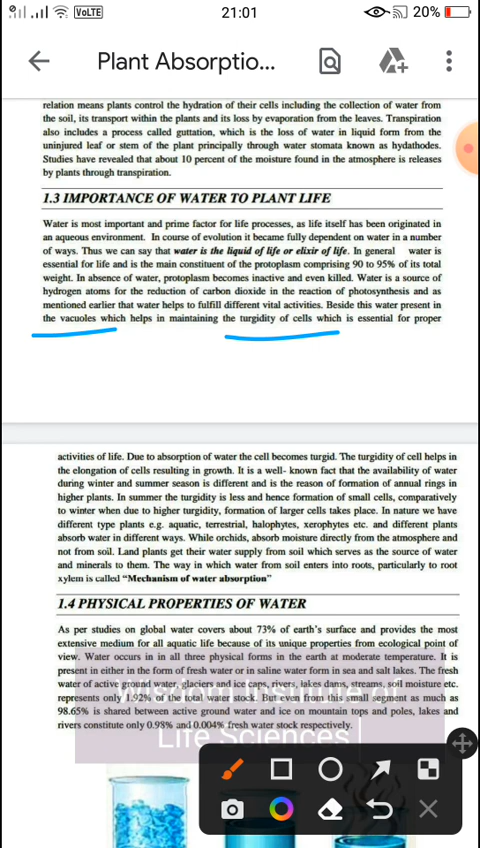 VoLTE 21:01 20%
Plant Absorptio...
relation means plants control the hydration of their cells including the collection of water from
the soil, its transport within the plants and its loss by evaporation from the leaves. Transpiration
also includes a process called guttation, which is the loss of water in liquid form from the
uninjured leaf or stem of the plant principally through water stomata known as hydathodes.
Studies have revealed that about 10 percent of the moisture found in the atmosphere is releases
by plants through transpiration.
1.3 IMPORTANCE OF WATER TO PLANT LIFE
Water is most important and prime factor for life processes, as life itself has been originated in
an aqueous environment. In course of evolution it became fully dependent on water in a number
of ways. Thus we can say that water is the liquid of life or elixir of life. In general water is
essential for life and is the main constituent of the protoplasm comprising 90 to 95% of its total
weight. In absence of water, protoplasm becomes inactive and even killed. Water is a source of
hydrogen atoms for the reduction of carbon dioxide in the reaction of photosynthesis and as
mentioned earlier that water helps to fulfill different vital activities. Beside this water present in
the vacuoles which helps in maintaining the turgidity of cells which is essential for proper
activities of life. Due to absorption of water the cell becomes turgid. The turgidity of cell helps in
the elongation of cells resulting in growth. It is a well- known fact that the availability of water
during winter and summer season is different and is the reason of formation of annual rings in
higher plants. In summer the turgidity is less and hence formation of small cells, comparatively
to winter when due to higher turgidity, formation of larger cells takes place. In nature we have
different type plants e.g. aquatic, terrestrial, halophytes, xerophytes etc. and different plants
absorb water in different ways. While orchids, absorb moisture directly from the atmosphere and
not from soil. Land plants get their water supply from soil which serves as the source of water
and minerals to them. The way in which water from soil enters into roots, particularly to root
xylem is called “Mechanism of water absorption”
1.4 PHYSICAL PROPERTIES OF WATER
As per studies on global water covers about 73% of earth's surface and provides the most
extensive medium for all aquatic life because of its unique properties from ecological point of
view. Water occurs in in all three physical forms in the earth at moderate temperature. It is
present in either in the form of fresh water or in saline water form in sea and salt lakes. The fresh
water of active ground water, glaciers and ice caps, rivers, lakes dams, streams, soil moisture etc.
represents only 1.92% of total water stock. But even from this small segment as much as
98.65% is shared between active ground water and ice on mountain tops and poles, lakes and
rivers constitute only 0.98% and 0.004% fresh water stock respectively.
Wisdom Institute of
Life Sciences